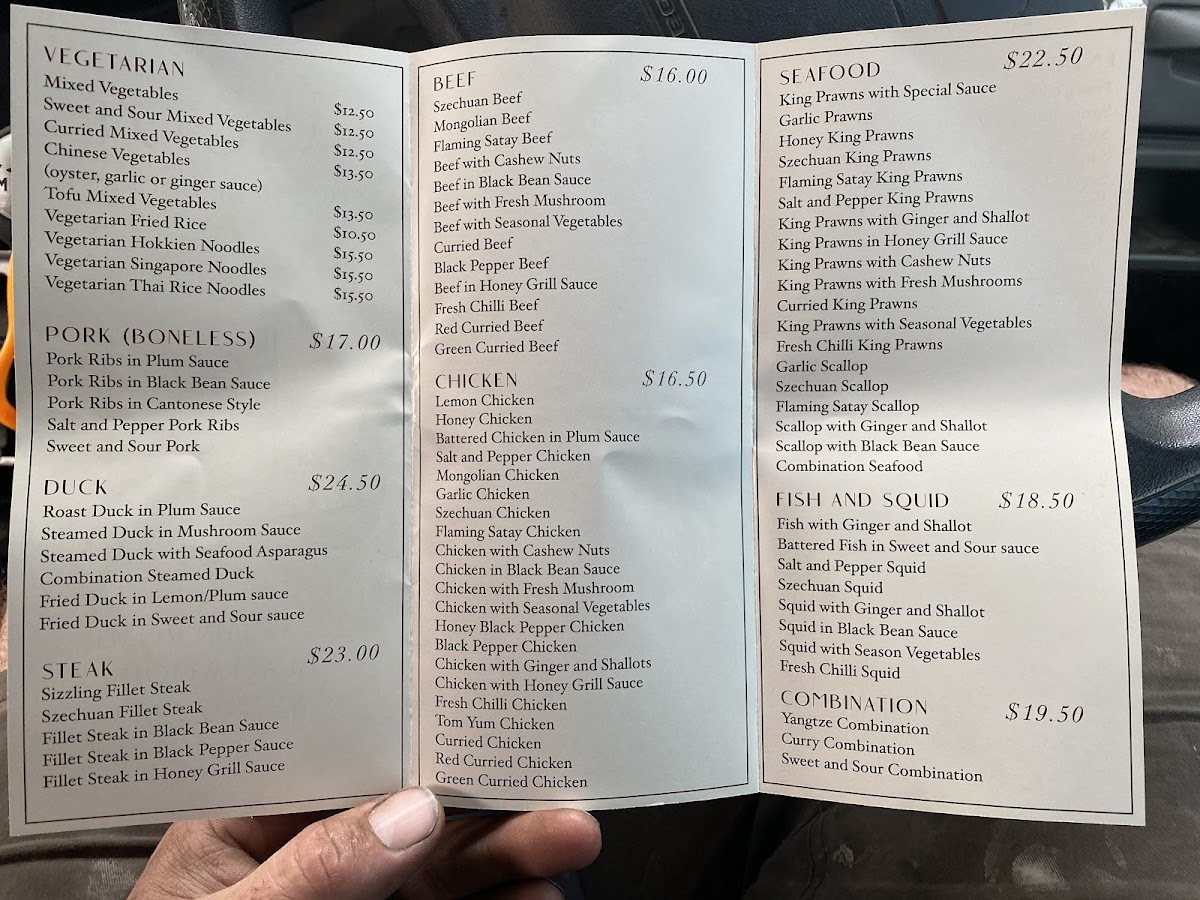 VEGETARIAN
Mixed Vegetables $12.50
Sweet and Sour Mixed Vegetables $12.50
Curried Mixed Vegetables $12.50
Chinese Vegetables $13.50
(oyster, garlic or ginger sauce)
Tofu Mixed Vegetables $13.50
Vegetarian Fried Rice $10.50
Vegetarian Hokkien Noodles $15.50
Vegetarian Singapore Noodles $15.50
Vegetarian Thai Rice Noodles $15.50
PORK (BONELESS) $17.00
Pork Ribs in Plum Sauce
Pork Ribs in Black Bean Sauce
Pork Ribs in Cantonese Style
Salt and Pepper Pork Ribs
Sweet and Sour Pork
DUCK $24.50
Roast Duck in Plum Sauce
Steamed Duck in Mushroom Sauce
Steamed Duck with Seafood Asparagus
Combination Steamed Duck
Fried Duck in Lemon/Plum sauce
Fried Duck in Sweet and Sour sauce
STEAK $23.00
Sizzling Fillet Steak
Szechuan Fillet Steak
Fillet Steak in Black Bean Sauce
Fillet Steak in Black Pepper Sauce
Fillet Steak in Honey Grill Sauce
BEEF $16.00
Szechuan Beef
Mongolian Beef
Flaming Satay Beef
Beef with Cashew Nuts
Beef in Black Bean Sauce
Beef with Fresh Mushroom
Beef with Seasonal Vegetables
Curried Beef
Black Pepper Beef
Beef in Honey Grill Sauce
Fresh Chilli Beef
Red Curried Beef
Green Curried Beef
CHICKEN $16.50
Lemon Chicken
Honey Chicken
Battered Chicken in Plum Sauce
Salt and Pepper Chicken
Mongolian Chicken
Garlic Chicken
Szechuan Chicken
Flaming Satay Chicken
Chicken with Cashew Nuts
Chicken in Black Bean Sauce
Chicken with Fresh Mushroom
Chicken with Seasonal Vegetables
Honey Black Pepper Chicken
Black Pepper Chicken
Chicken with Ginger and Shallots
Chicken with Honey Grill Sauce
Fresh Chilli Chicken
Tom Yum Chicken
Curried Chicken
Red Curried Chicken
Green Curried Chicken
SEAFOOD $22.50
King Prawns with Special Sauce
Garlic Prawns
Honey King Prawns
Szechuan King Prawns
Flaming Satay King Prawns
Salt and Pepper King Prawns
King Prawns with Ginger and Shallot
King Prawns in Honey Grill Sauce
King Prawns with Cashew Nuts
King Prawns with Fresh Mushrooms
Curried King Prawns
King Prawns with Seasonal Vegetables
Fresh Chilli King Prawns
Garlic Scallop
Szechuan Scallop
Flaming Satay Scallop
Scallop with Ginger and Shallot
Scallop with Black Bean Sauce
Combination Seafood
FISH AND SQUID $18.50
Fish with Ginger and Shallot
Battered Fish in Sweet and Sour sauce
Salt and Pepper Squid
Szechuan Squid
Squid with Ginger and Shallot
Squid in Black Bean Sauce
Squid with Season Vegetables
Fresh Chilli Squid
COMBINATION $19.50
Yangtze Combination
Curry Combination
Sweet and Sour Combination